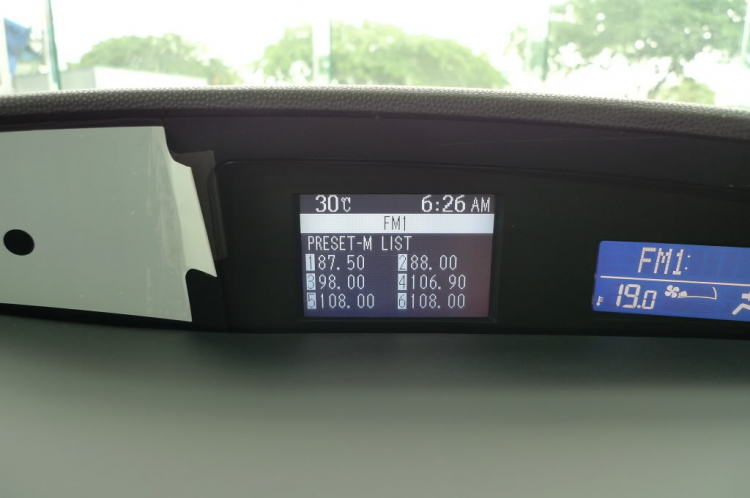 30℃ 6:26 AM
FM1
PRESET-M LIST
1 87.50 2 88.00
3 98.00 4 106.90
5 108.00 6 108.00
FM1:
F 19.0